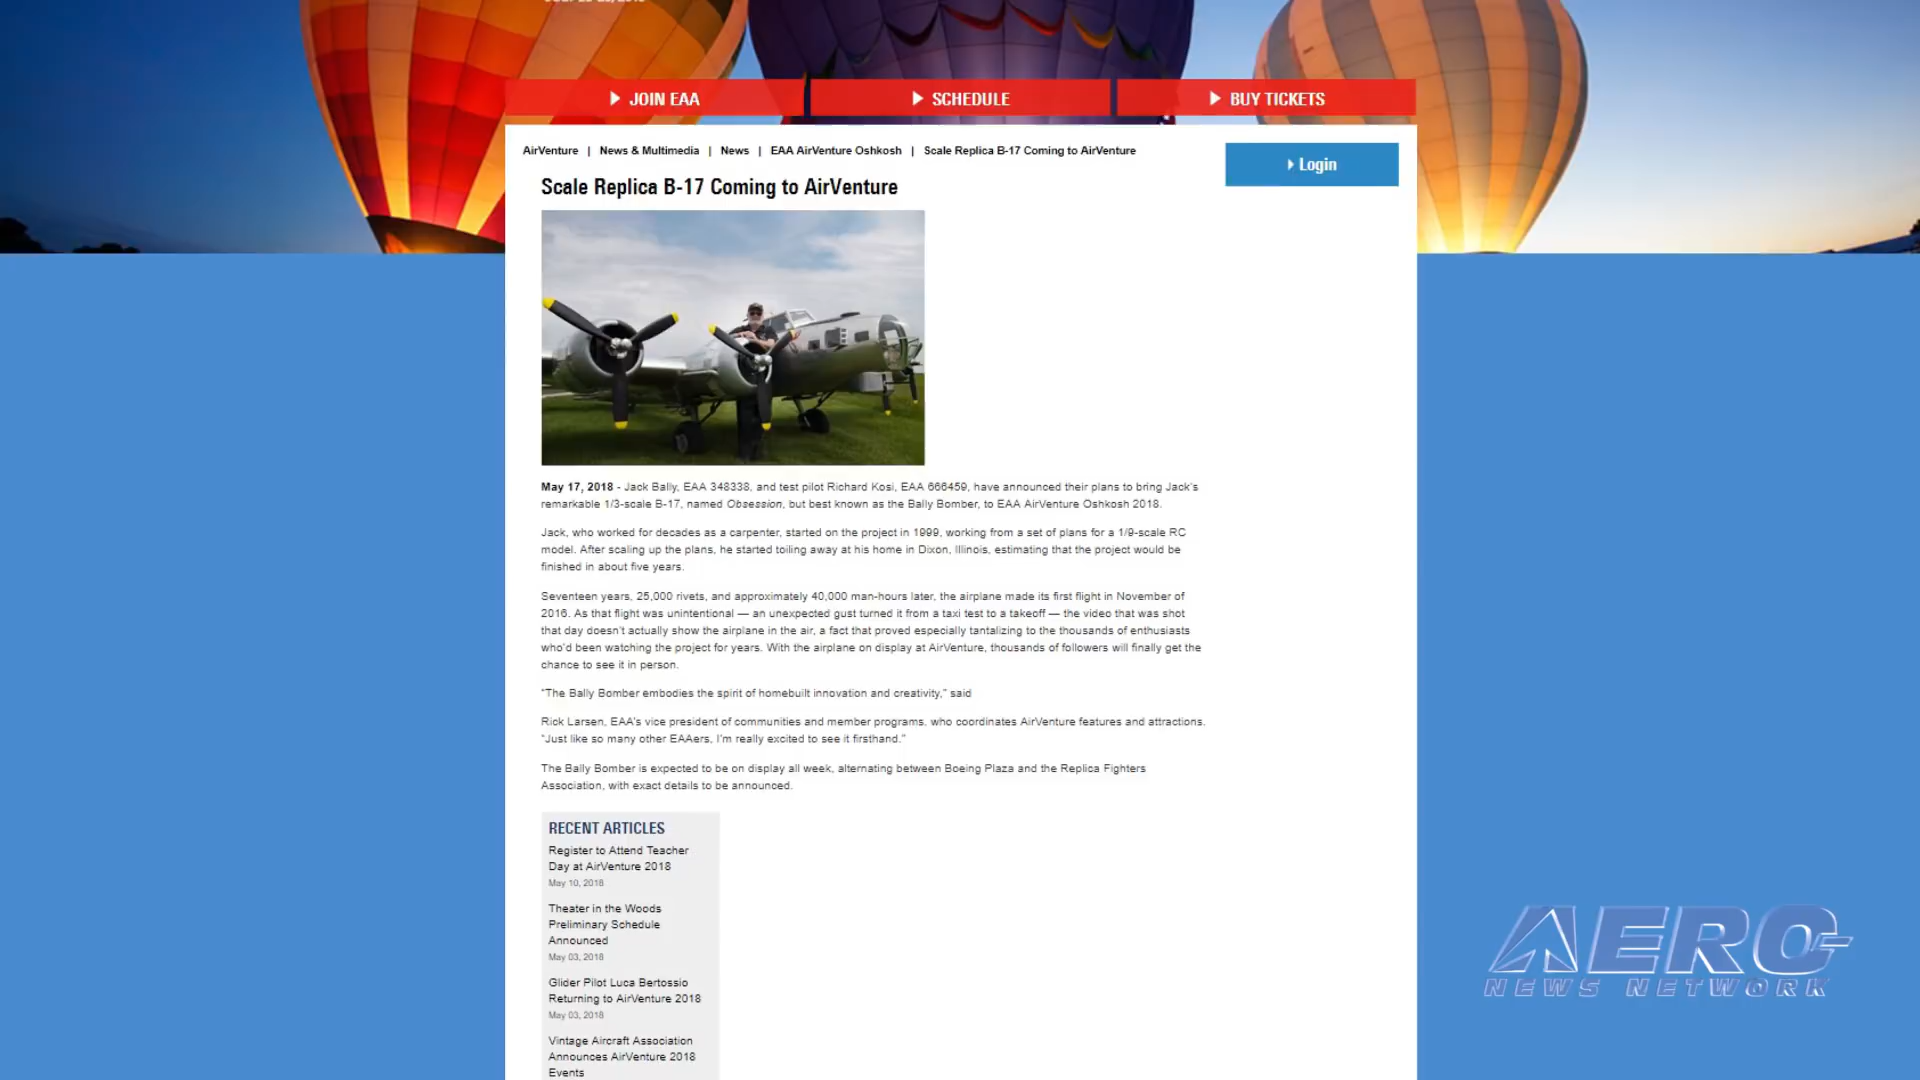 JOIN EAA
SCHEDULE
BUY TICKETS
AirVenture | News & Multimedia | News | EAA AirVenture Oshkosh | Scale Replica B-17 Coming to AirVenture
Login
Scale Replica B-17 Coming to AirVenture
May 17, 2018 - Jack Bally, EAA 348338, and test pilot Richard Kosi, EAA 666459, have announced their plans to bring Jack's
remarkable 1/3-scale B-17, named Obsession, but best known as the Bally Bomber, to EAA AirVenture Oshkosh 2018.
Jack, who worked for decades as a carpenter, started on the project in 1999, working from a set of plans for a 1/9-scale RC
model. After scaling up the plans, he started toiling away at his home in Dixon, Illinois, estimating that the project would be
finished in about five years.
Seventeen years, 25,000 rivets, and approximately 40,000 man-hours later, the airplane made its first flight in November of
2016. As that flight was unintentional — an unexpected gust turned it from a taxi test to a takeoff — the video that was shot
that day doesn't actually show the airplane in the air, a fact that proved especially tantalizing to the thousands of enthusiasts
who'd been watching the project for years. With the airplane on display at AirVenture, thousands of followers will finally get the
chance to see it in person.
"The Bally Bomber embodies the spirit of homebuilt innovation and creativity," said
Rick Larsen, EAA's vice president of communities and member programs, who coordinates AirVenture features and attractions.
"Just like so many other EAAers, I'm really excited to see it firsthand."
The Bally Bomber is expected to be on display all week, alternating between Boeing Plaza and the Replica Fighters
Association, with exact details to be announced.
RECENT ARTICLES
Register to Attend Teacher
Day at AirVenture 2018
May 10, 2018
Theater in the Woods
Preliminary Schedule
Announced
May 03, 2018
Glider Pilot Luca Bertossio
Returning to AirVenture 2018
May 03, 2018
Vintage Aircraft Association
Announces AirVenture 2018
Events
AERO
NEWS NETWORK